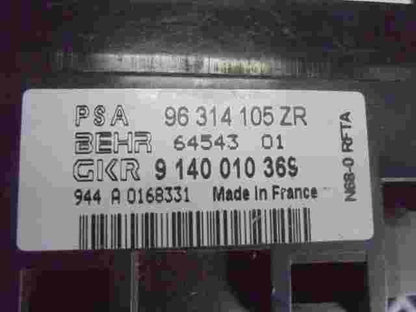 PSA 96 314 105 ZR
BEHR 64543 01
GKR 9 140 010 369
944 A 0168331 Made in France
N68-0 RFTA